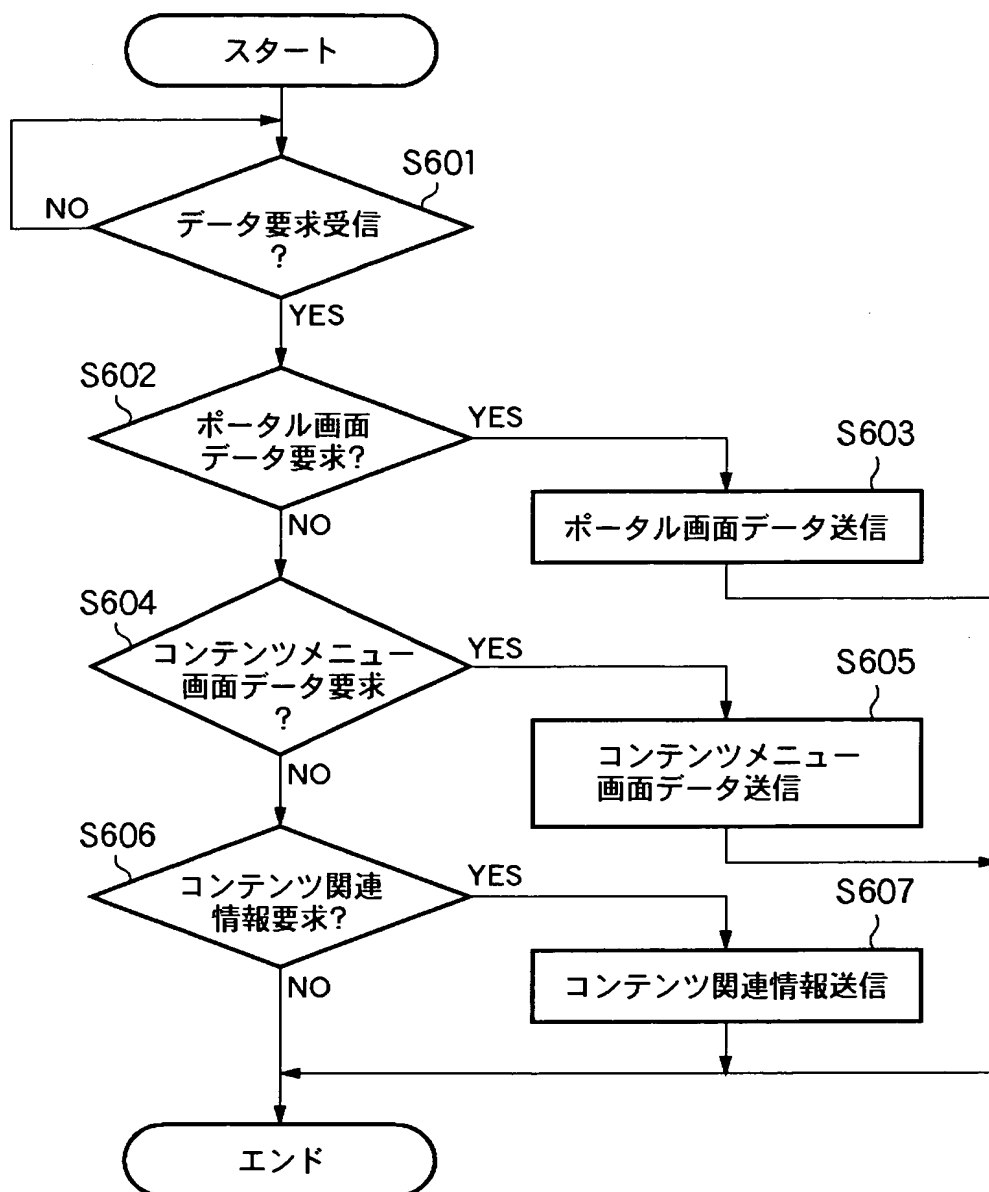 スタート
S601
NO
データ要求受信
?
YES
S602
ポータル画面
データ要求?
YES
S603
ポータル画面データ送信
NO
S604
コンテンツメニュー
画面データ要求
?
YES
S605
コンテンツメニュー
画面データ送信
NO
S606
コンテンツ関連
情報要求?
YES
S607
コンテンツ関連情報送信
NO
エンド